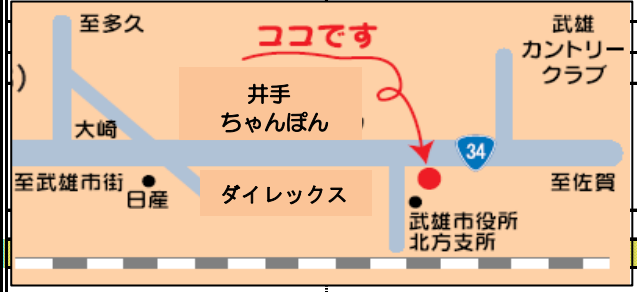 至多久
ココです
武雄
カントリー
クラブ
)
井手
ちゃんぽん
)
大崎
34
至武雄市街
日産
ダイレックス
至佐賀
武雄市役所
北方支所